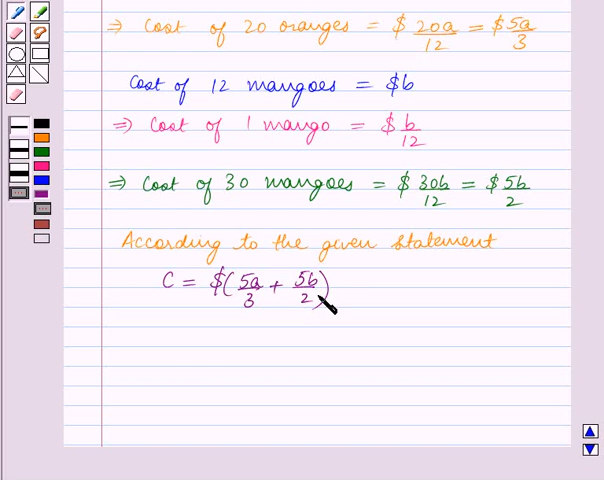 ⇒ Cost of 20 oranges = $ 20a/12 = $ 5a/3
Cost of 12 mangoes = $b
⇒ Cost of 1 mango = $ b/12
⇒ Cost of 30 mangoes = $ 30b/12 = $ 5b/2
According to the given statement
C = $(5a/3 + 5b/2)